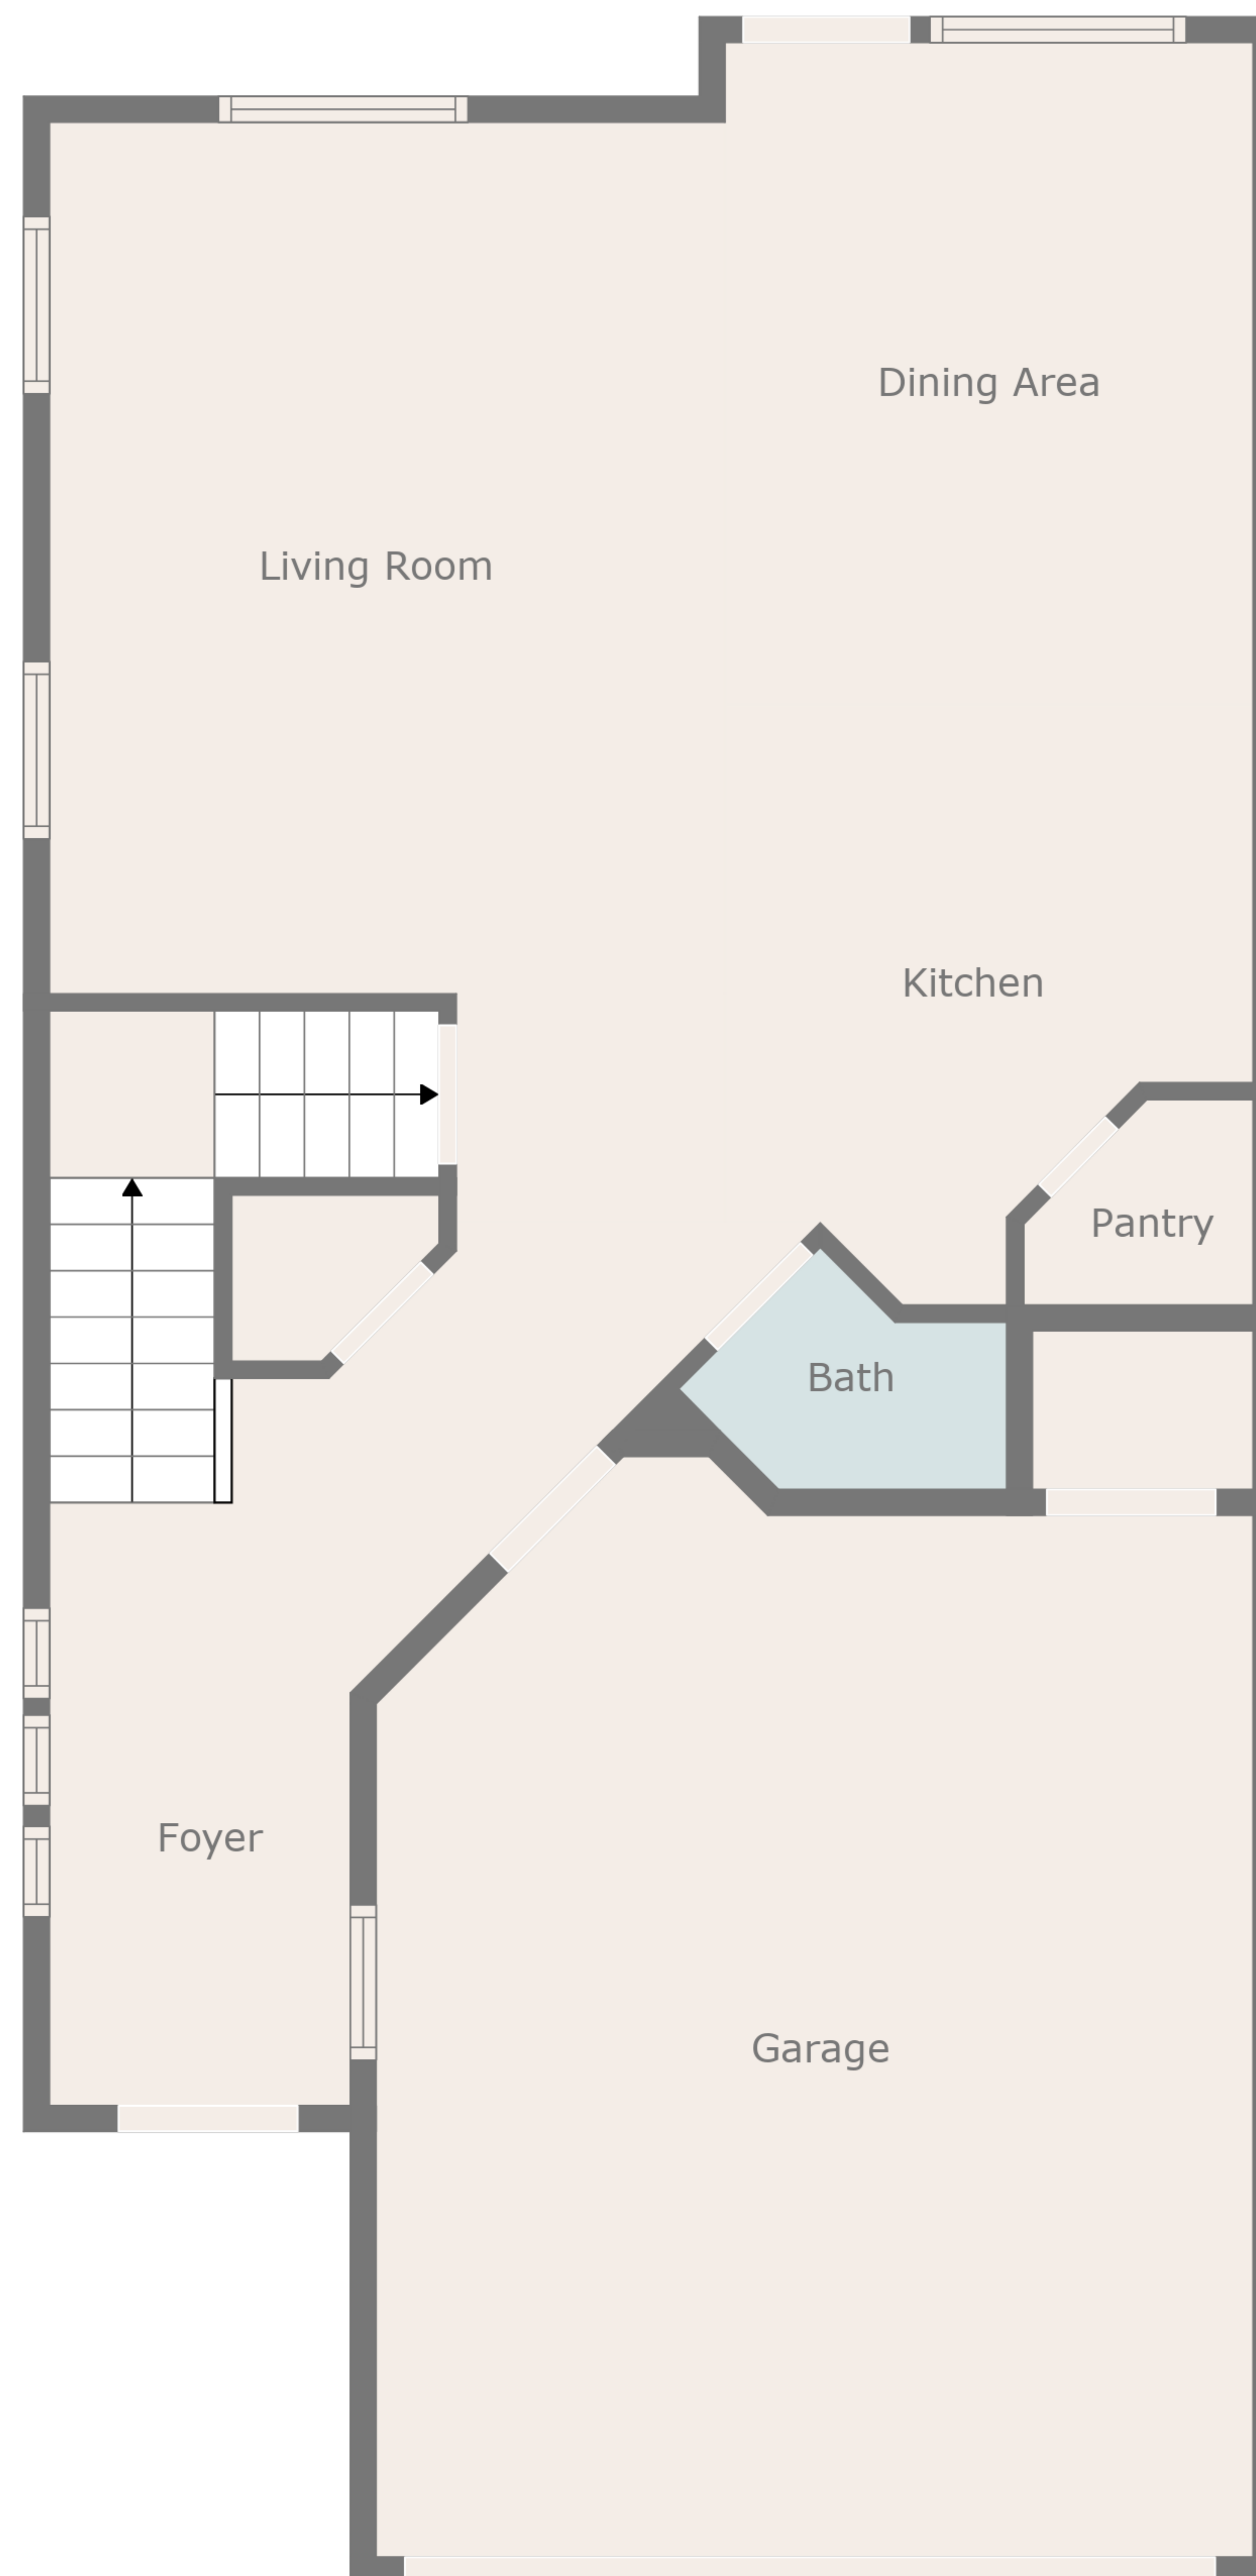 Dining Area
Living Room
Kitchen
Pantry
Bath
Foyer
Garage